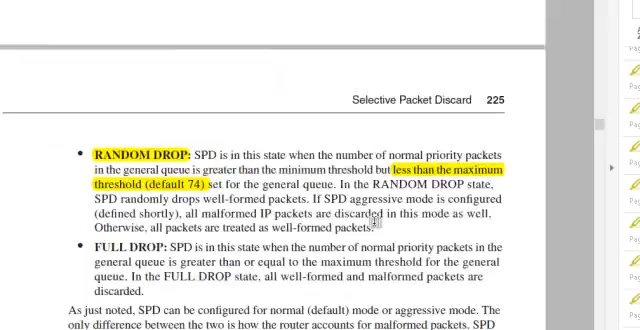 Selective Packet Discard 225
• RANDOM DROP: SPD is in this state when the number of normal priority packets
in the general queue is greater than the minimum threshold but less than the maximum
threshold (default 74) set for the general queue. In the RANDOM DROP state,
SPD randomly drops well-formed packets. If SPD aggressive mode is configured
(defined shortly), all malformed IP packets are discarded in this mode as well.
Otherwise, all packets are treated as well-formed packets.
• FULL DROP: SPD is in this state when the number of normal priority packets in the
general queue is greater than or equal to the maximum threshold for the general
queue. In the FULL DROP state, all well-formed and malformed packets are
discarded.
As just noted, SPD can be configured for normal (default) mode or aggressive mode. The
only difference between the two is how the router accounts for malformed packets. SPD
Pag
Pag
Pag
Pag
Pag
Pag
Pag